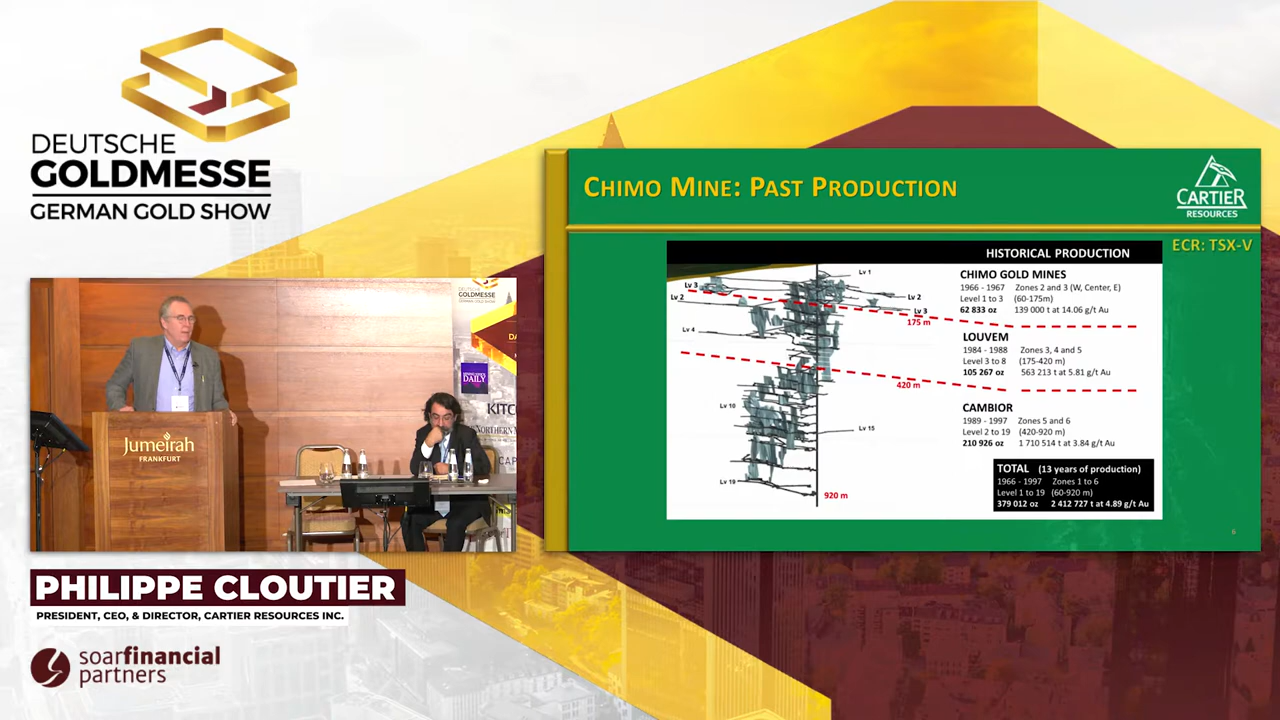 DEUTSCHE
GOLDMESSE
GERMAN GOLD SHOW
CHIMO MINE: PAST PRODUCTION
CARTIER
RESOURCES
ECR: TSX-V
HISTORICAL PRODUCTION
Lv 1
Lv 3
Lv 2
Lv 2
Lv 3
175 m
Lv 4
420 m
Lv 10
Lv 15
Lv 19
920 m
CHIMO GOLD MINES
1966 - 1967 Zones 2 and 3 (W, Center, E)
Level 1 to 3 (60-175m)
62 833 oz 139 000 t at 14.06 g/t Au
LOUVEM
1984 - 1988 Zones 3, 4 and 5
Level 3 to 8 (175-420 m)
105 267 oz 563 213 t at 5.81 g/t Au
CAMBIOR
1989 - 1997 Zones 5 and 6
Level 2 to 19 (420-920 m)
210 926 oz 1 710 514 t at 3.84 g/t Au
TOTAL (13 years of production)
1966 - 1997 Zones 1 to 6
Level 1 to 19 (60-920 m)
379 012 oz 2 412 727 t at 4.89 g/t Au
6
GOLDMESSE
DAILY
KITC
NORTHERN
CAP
Jumeirah
FRANKFURT
PHILIPPE CLOUTIER
PRESIDENT, CEO, & DIRECTOR, CARTIER RESOURCES INC.
soarfinancial
partners